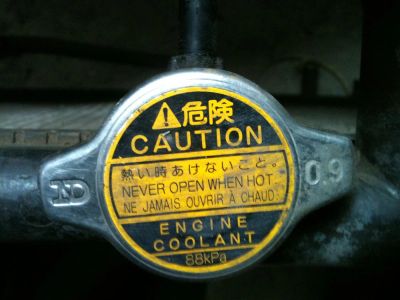 ⚠危険
CAUTION
熱い時あけないこと。
NEVER OPEN WHEN HOT.
NE JAMAIS OUVRIR À CHAUD.
ND
0.9
ENGINE
COOLANT
88kPa